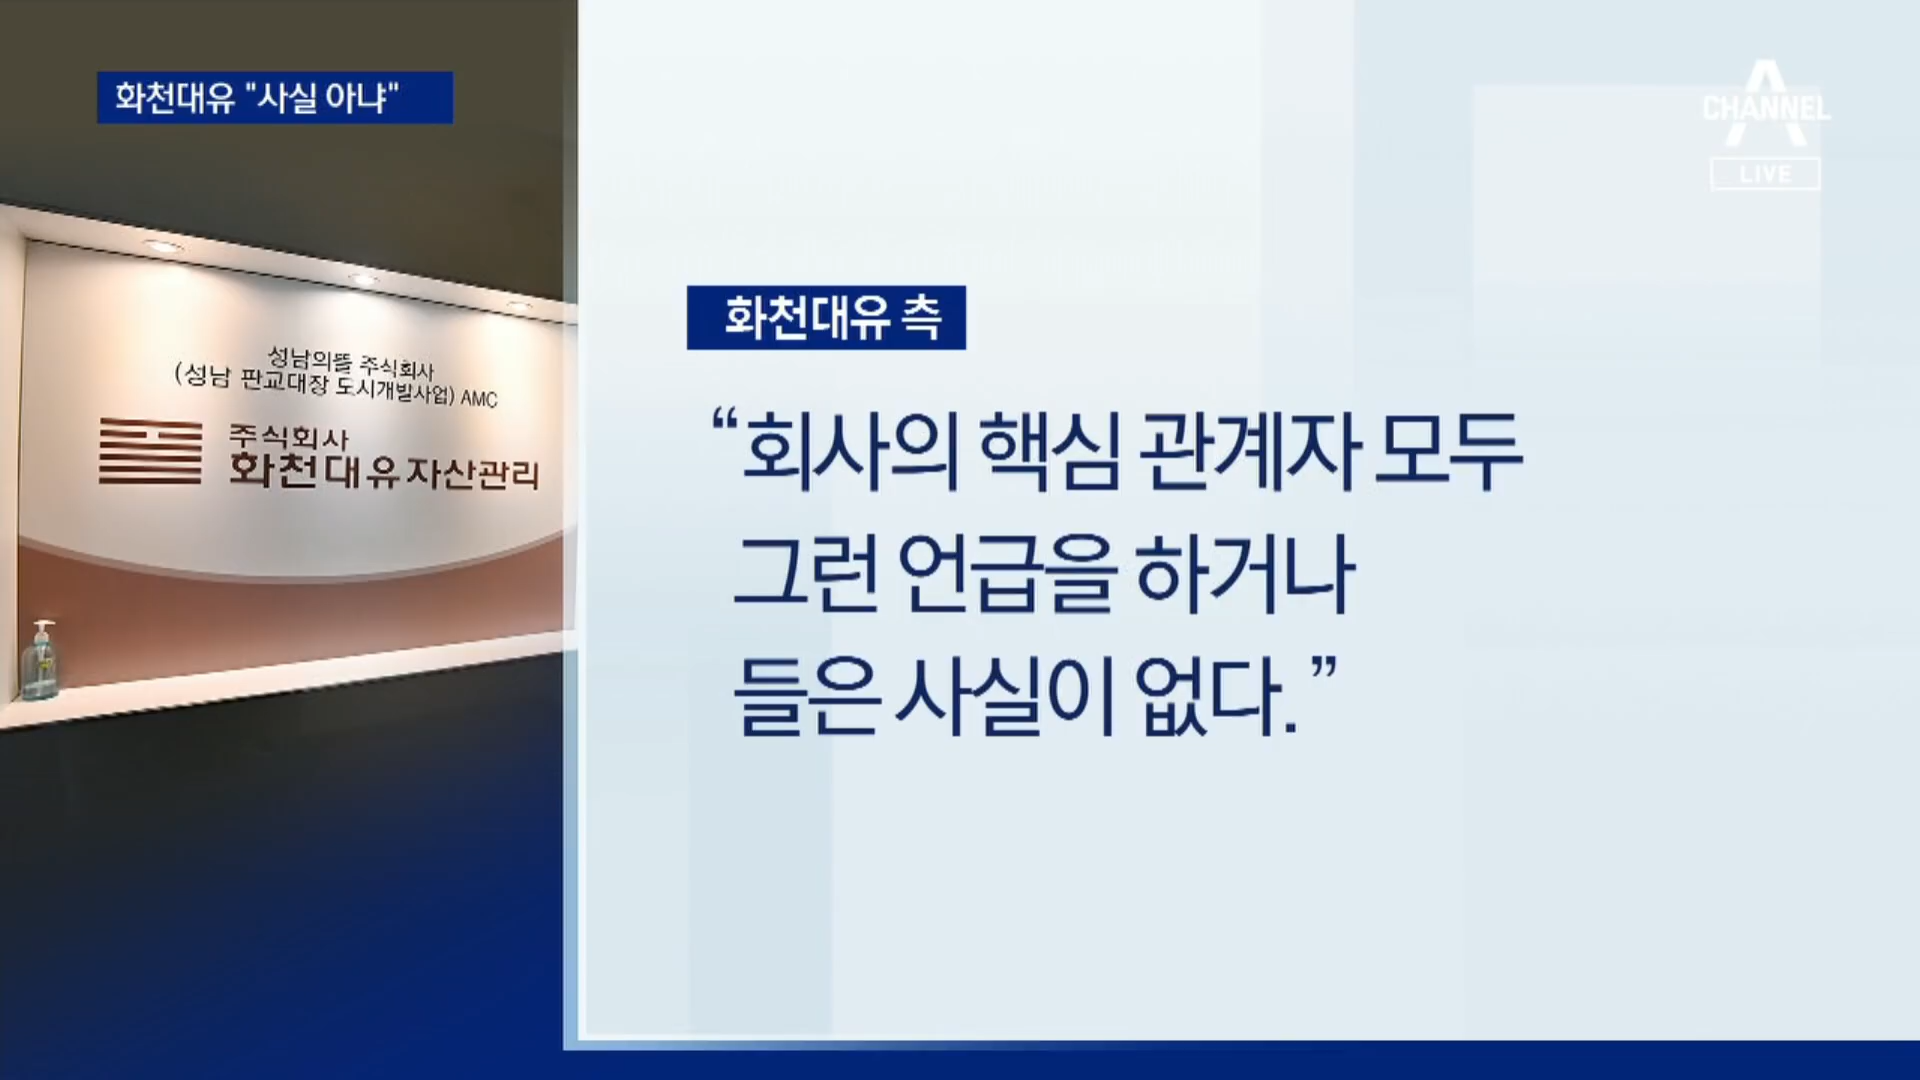 화천대유 "사실 아냐"
CHANNEL A
LIVE
성남의뜰 주식회사
(성남 판교대장 도시개발사업) AMC
주식회사
화천대유자산관리
화천대유 측
“회사의 핵심 관계자 모두
그런 언급을 하거나
들은 사실이 없다.”